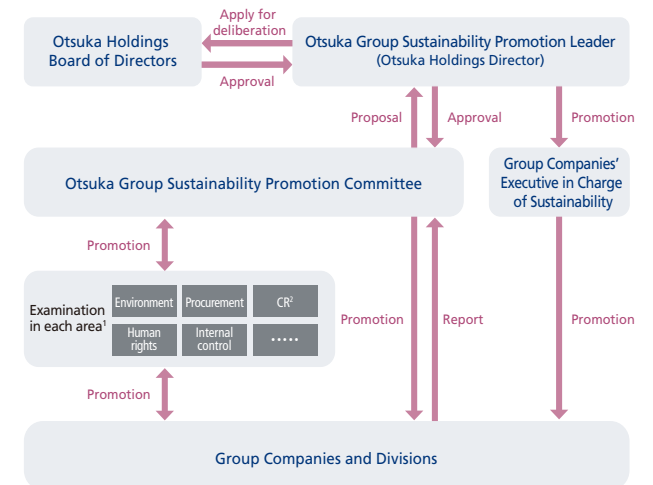 Apply for
deliberation
Otsuka Holdings
Board of Directors
Otsuka Group Sustainability Promotion Leader
(Otsuka Holdings Director)
Approval
Proposal
Approval
Promotion
Otsuka Group Sustainability Promotion Committee
Group Companies’
Executive in Charge
of Sustainability
Promotion
Examination
in each area¹
Environment
Procurement
CR²
Human
rights
Internal
control
·····
Promotion
Report
Promotion
Promotion
Group Companies and Divisions